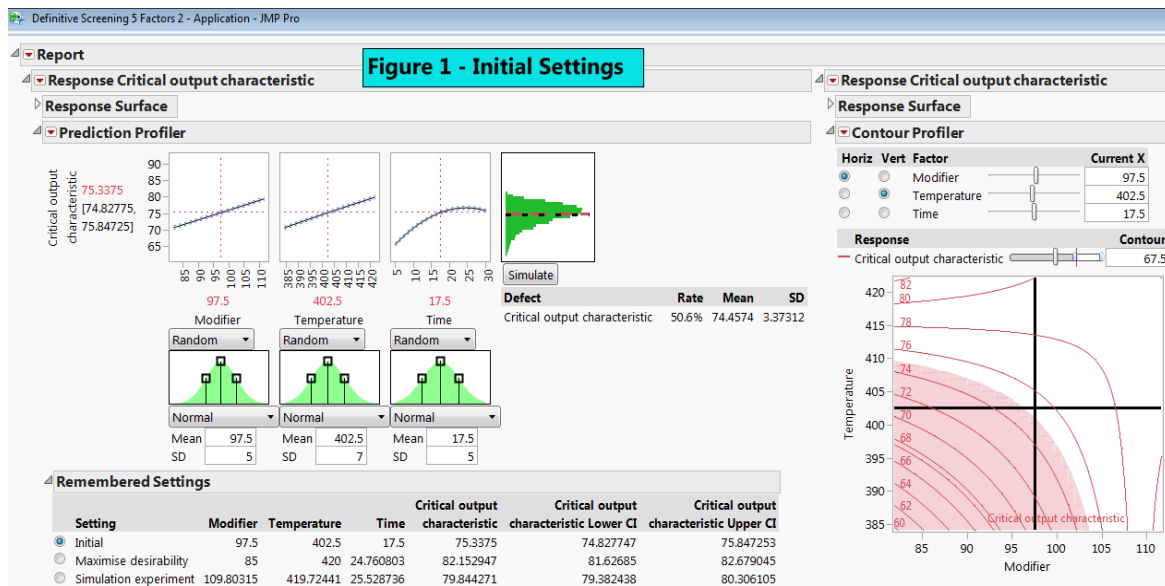 Definitive Screening 5 Factors 2 - Application - JMP Pro
Report
Figure 1 - Initial Settings
Response Critical output characteristic
Response Surface
Prediction Profiler
Critical output
characteristic
75.3375
[74.82775,
75.84725]
90
85
80
75
70
65
85 90 95 100 105 110
385 390 395 400 405 410 415 420
5 10 15 20 25 30
97.5 402.5 17.5
Modifier Temperature Time
Simulate
Defect Rate Mean SD
Critical output characteristic 50.6% 74.4574 3.37312
Random Random Random
Normal Normal Normal
Mean 97.5 Mean 402.5 Mean 17.5
SD 5 SD 7 SD 5
Remembered Settings
Critical output Critical output Critical output
Setting Modifier Temperature Time characteristic characteristic Lower CI characteristic Upper CI
Initial 97.5 402.5 17.5 75.3375 74.827747 75.847253
Maximise desirability 85 420 24.760803 82.152947 81.62685 82.679045
Simulation experiment 109.80315 419.72441 25.528736 79.844271 79.382438 80.306105
Response Critical output characteristic
Response Surface
Contour Profiler
Horiz Vert Factor Current X
Modifier 97.5
Temperature 402.5
Time 17.5
Response Contour
Critical output characteristic 67.5
Temperature
420
415
410
405
400
395
390
385
82
80
78
76
74
72
70
68
66
64
62
60
Critical output characteristic
85 90 95 100 105 110
Modifier